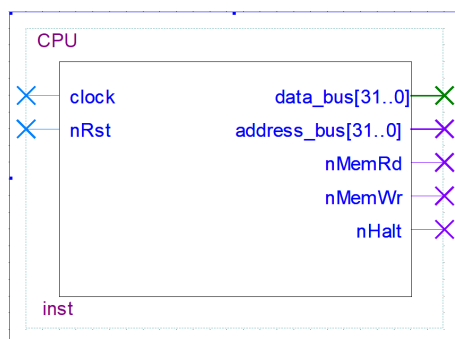 CPU
clock data_bus[31..0]
nRst address_bus[31..0]
nMemRd
nMemWr
nHalt
inst